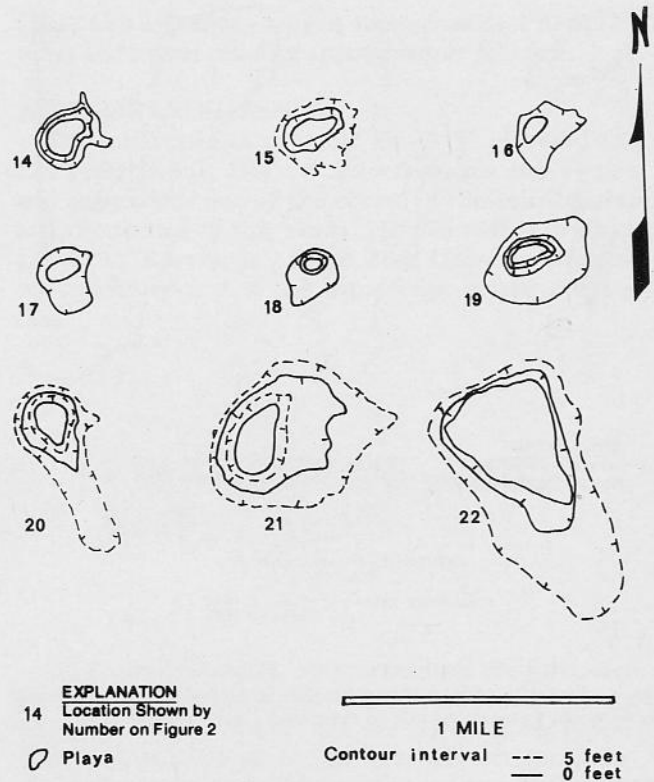 N
14
15
16
17
18
19
20
21
22
EXPLANATION
14 Location Shown by
Number on Figure 2
Playa
1 MILE
Contour interval --- 5 feet
— 0 feet